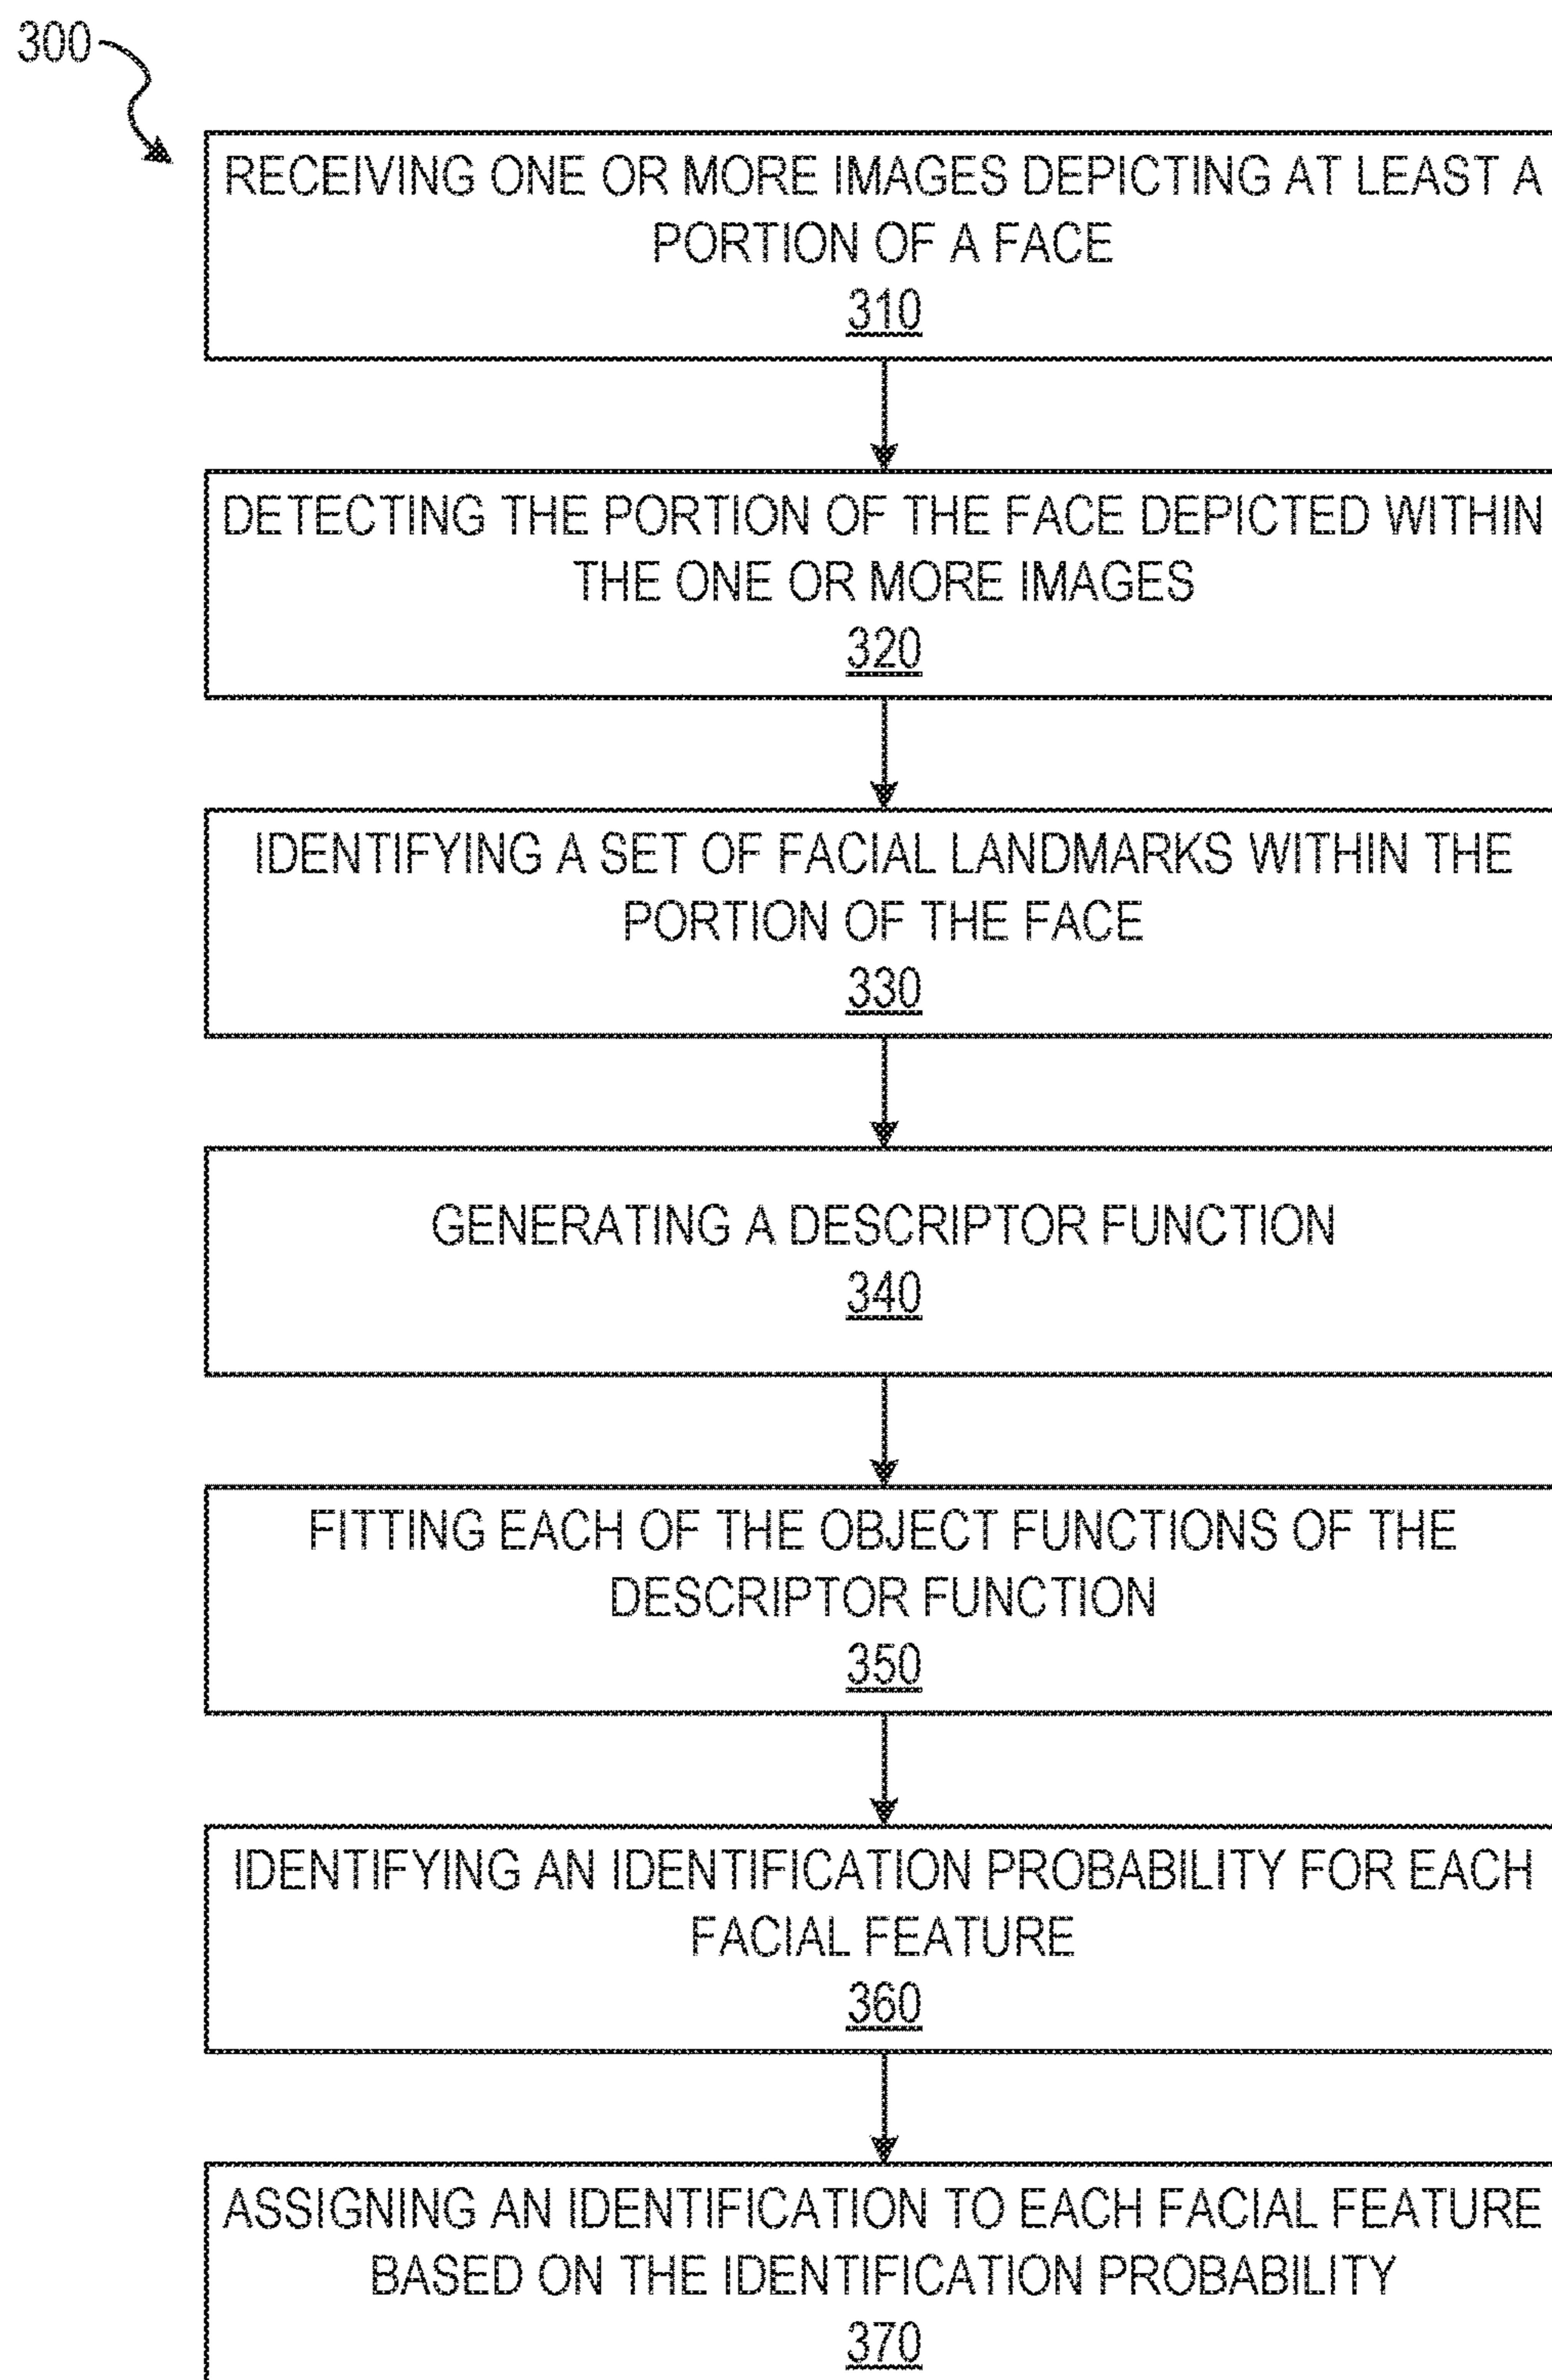 300
RECEIVING ONE OR MORE IMAGES DEPICTING AT LEAST A
PORTION OF A FACE
310
DETECTING THE PORTION OF THE FACE DEPICTED WITHIN
THE ONE OR MORE IMAGES
320
IDENTIFYING A SET OF FACIAL LANDMARKS WITHIN THE
PORTION OF THE FACE
330
GENERATING A DESCRIPTOR FUNCTION
340
FITTING EACH OF THE OBJECT FUNCTIONS OF THE
DESCRIPTOR FUNCTION
350
IDENTIFYING AN IDENTIFICATION PROBABILITY FOR EACH
FACIAL FEATURE
360
ASSIGNING AN IDENTIFICATION TO EACH FACIAL FEATURE
BASED ON THE IDENTIFICATION PROBABILITY
370